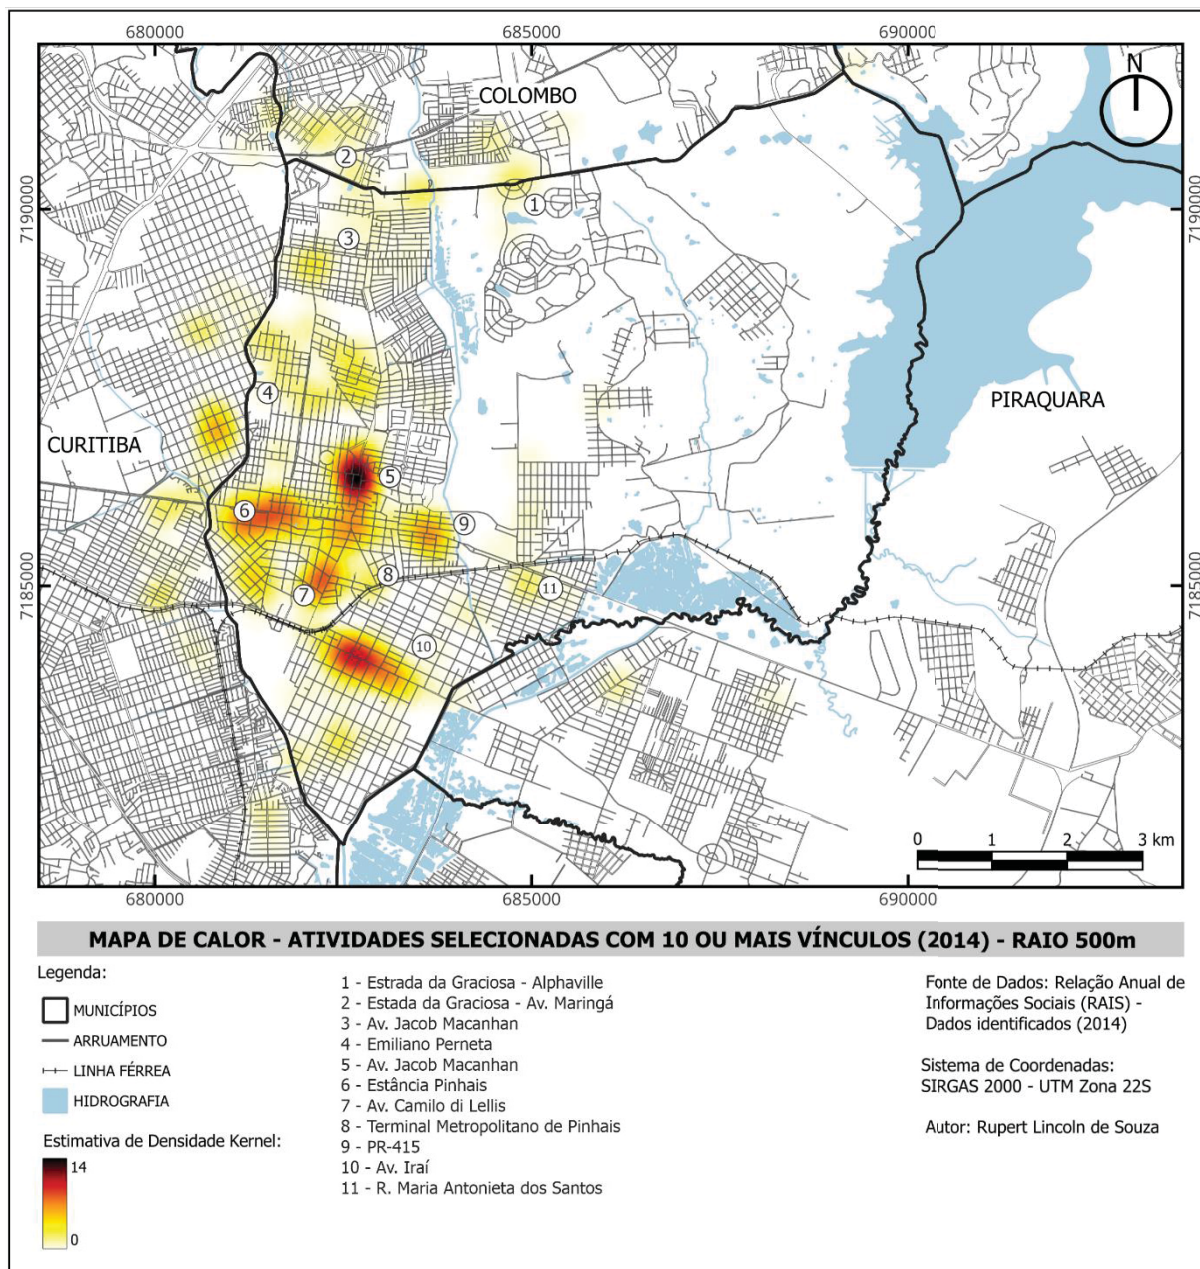 680000
685000
690000
N
COLOMBO
2
1
7190000
7190000
3
4
PIRAQUARA
CURITIBA
5
6
9
8
7185000
7
11
7185000
10
0 1 2 3 km
680000
685000
690000
MAPA DE CALOR - ATIVIDADES SELECIONADAS COM 10 OU MAIS VÍNCULOS (2014) - RAIO 500m
Legenda:
MUNICÍPIOS
ARRUAMENTO
LINHA FÉRREA
HIDROGRAFIA
Estimativa de Densidade Kernel:
14
0
1 - Estrada da Graciosa - Alphaville
2 - Estada da Graciosa - Av. Maringá
3 - Av. Jacob Macanhan
4 - Emiliano Perneta
5 - Av. Jacob Macanhan
6 - Estância Pinhais
7 - Av. Camilo di Lellis
8 - Terminal Metropolitano de Pinhais
9 - PR-415
10 - Av. Iraí
11 - R. Maria Antonieta dos Santos
Fonte de Dados: Relação Anual de
Informações Sociais (RAIS) -
Dados identificados (2014)
Sistema de Coordenadas:
SIRGAS 2000 - UTM Zona 22S
Autor: Rupert Lincoln de Souza